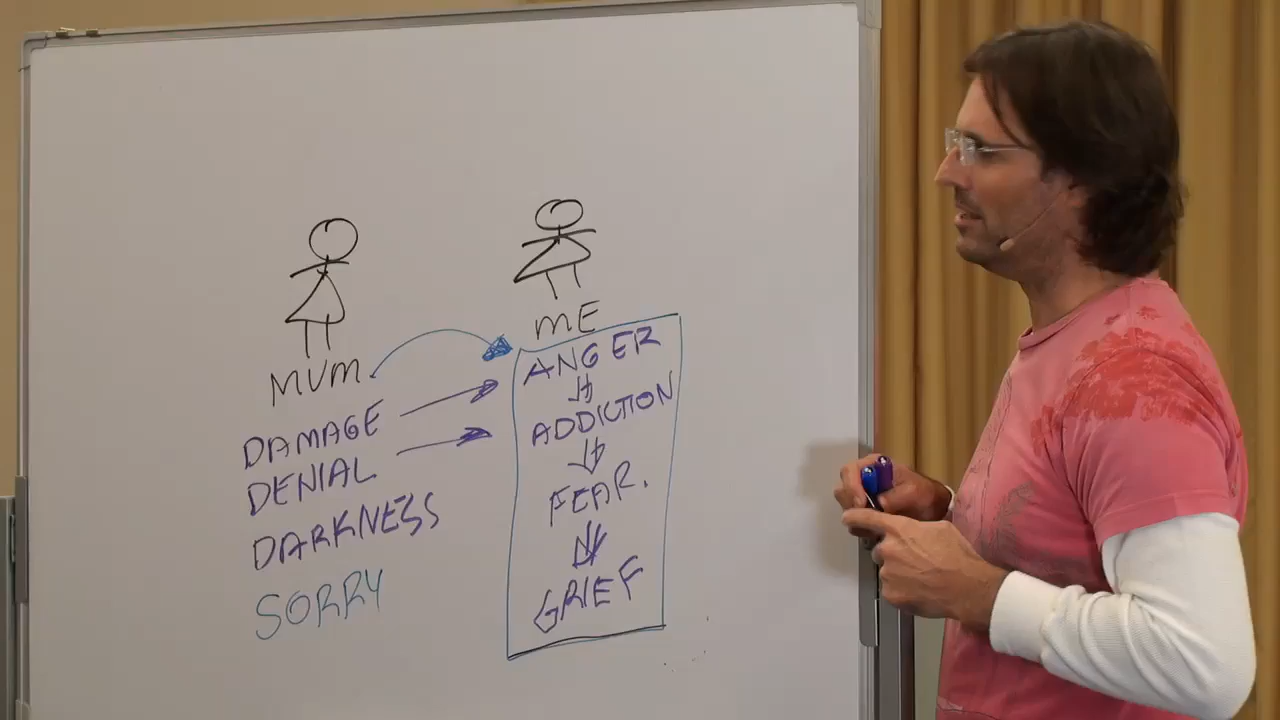 MUM
DAMAGE
DENIAL
DARKNESS
SORRY
ME
ANGER
ADDICTION
FEAR.
GRIEF